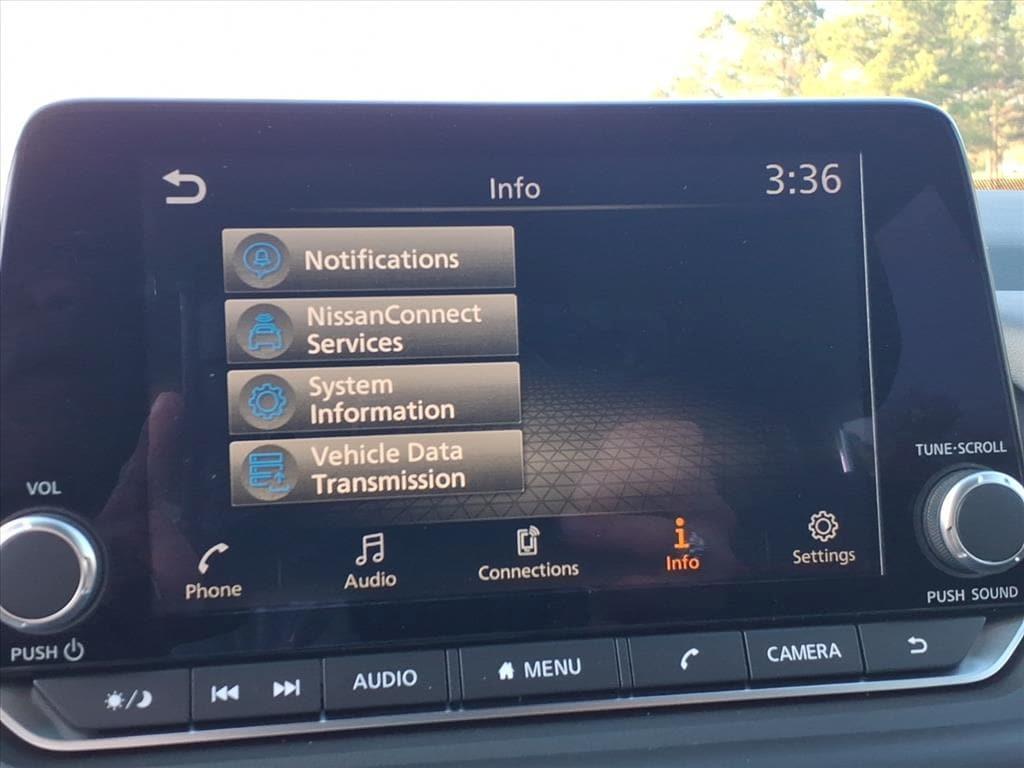 Info
3:36
Notifications
NissanConnect
Services
System
Information
Vehicle Data
Transmission
Phone
Audio
Connections
Info
Settings
VOL
PUSH
TUNE·SCROLL
PUSH SOUND
AUDIO
MENU
CAMERA